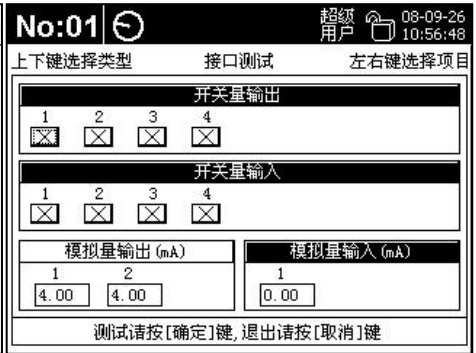 No:01 超级用户 08-09-26 10:56:48
上下键选择类型 接口测试 左右键选择项目
开关量输出
1 2 3 4
开关量输入
1 2 3 4
模拟量输出(mA) 模拟量输入(mA)
1 2 1
4.00 4.00 0.00
测试请按[确定]键,退出请按[取消]键